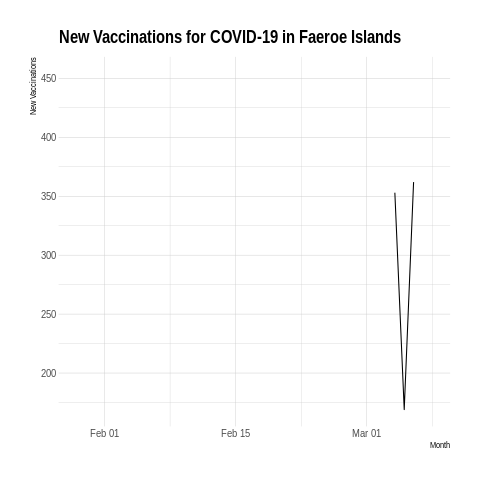 New Vaccinations for COVID-19 in Faeroe Islands
New Vaccinations
450
400
350
300
250
200
Feb 01 Feb 15 Mar 01
Month